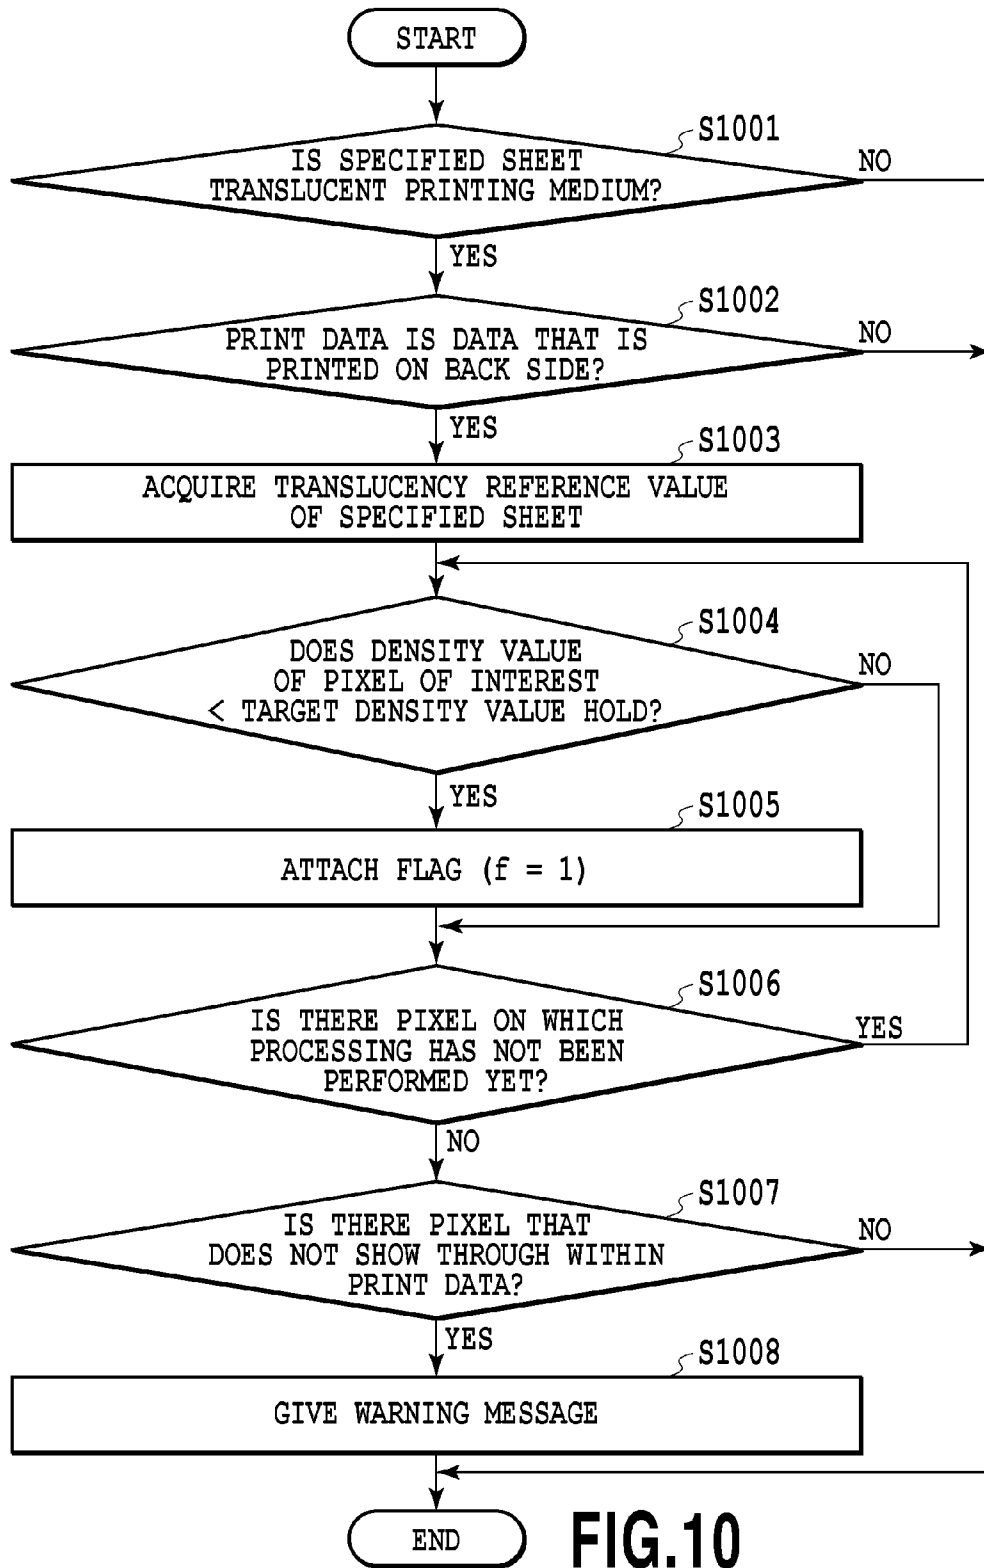 START
S1001
IS SPECIFIED SHEET
TRANSLUCENT PRINTING MEDIUM?
NO
YES
S1002
PRINT DATA IS DATA THAT IS
PRINTED ON BACK SIDE?
NO
YES
S1003
ACQUIRE TRANSLUCENCY REFERENCE VALUE
OF SPECIFIED SHEET
S1004
DOES DENSITY VALUE
OF PIXEL OF INTEREST
< TARGET DENSITY VALUE HOLD?
NO
YES
S1005
ATTACH FLAG (f = 1)
S1006
IS THERE PIXEL ON WHICH
PROCESSING HAS NOT BEEN
PERFORMED YET?
YES
NO
S1007
IS THERE PIXEL THAT
DOES NOT SHOW THROUGH WITHIN
PRINT DATA?
NO
YES
S1008
GIVE WARNING MESSAGE
END
FIG.10